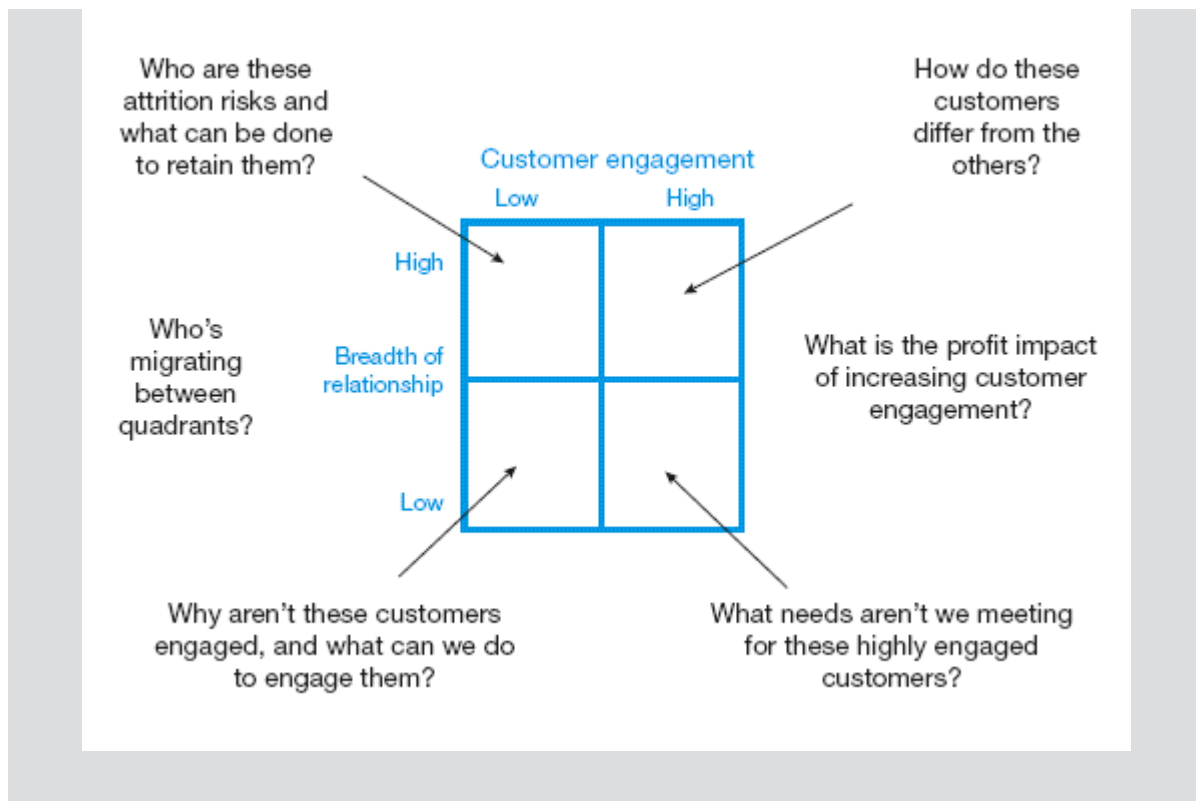 Who are these
attrition risks and
what can be done
to retain them?
How do these
customers
differ from the
others?
Customer engagement
Low
High
High
Who's
migrating
between
quadrants?
Breadth of
relationship
What is the profit impact
of increasing customer
engagement?
Low
Why aren't these customers
engaged, and what can we do
to engage them?
What needs aren't we meeting
for these highly engaged
customers?